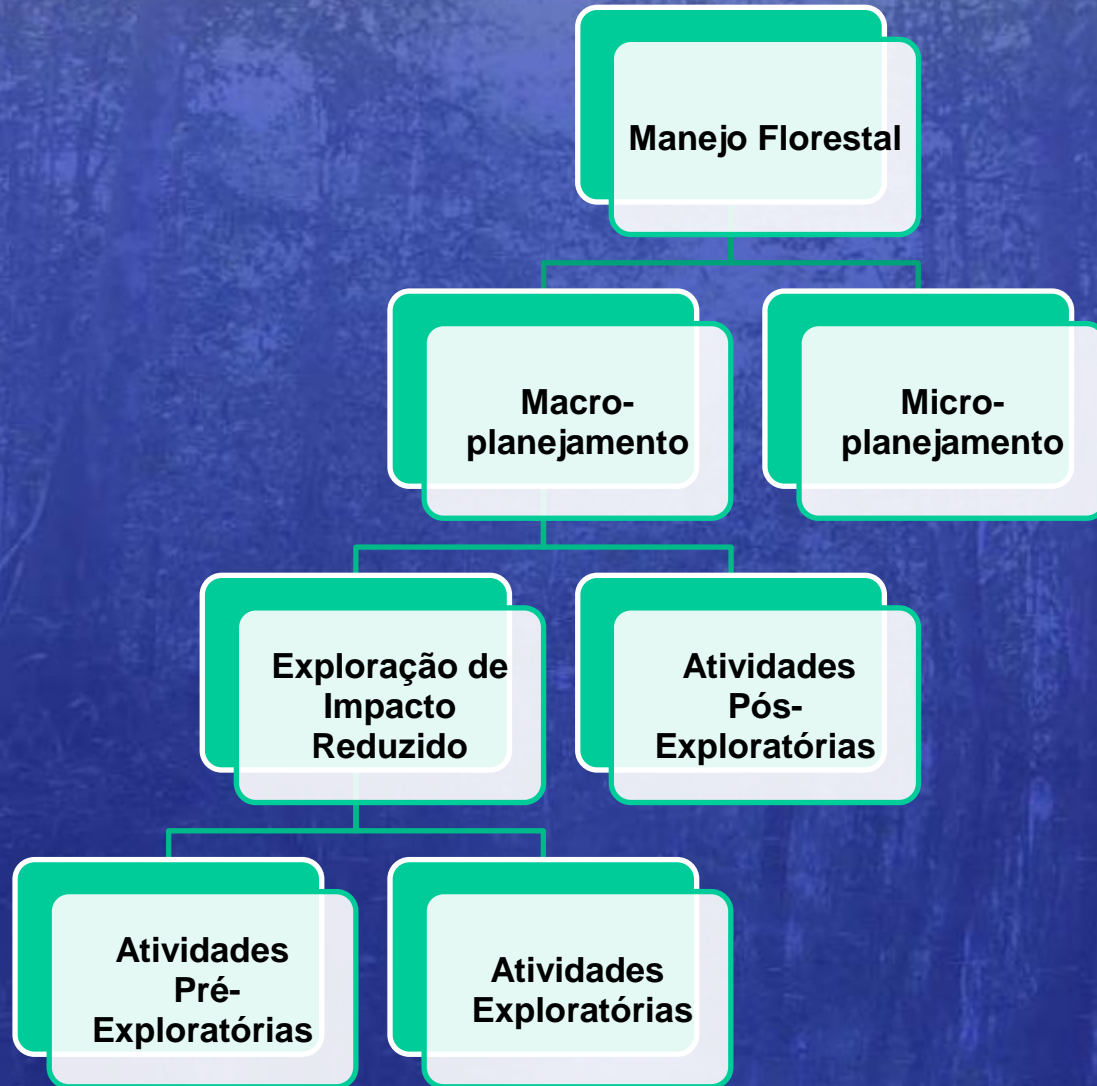 Manejo Florestal
Macro-
planejamento
Micro-
planejamento
Exploração de
Impacto
Reduzido
Atividades
Pós-
Exploratórias
Atividades
Pré-
Exploratórias
Atividades
Exploratórias